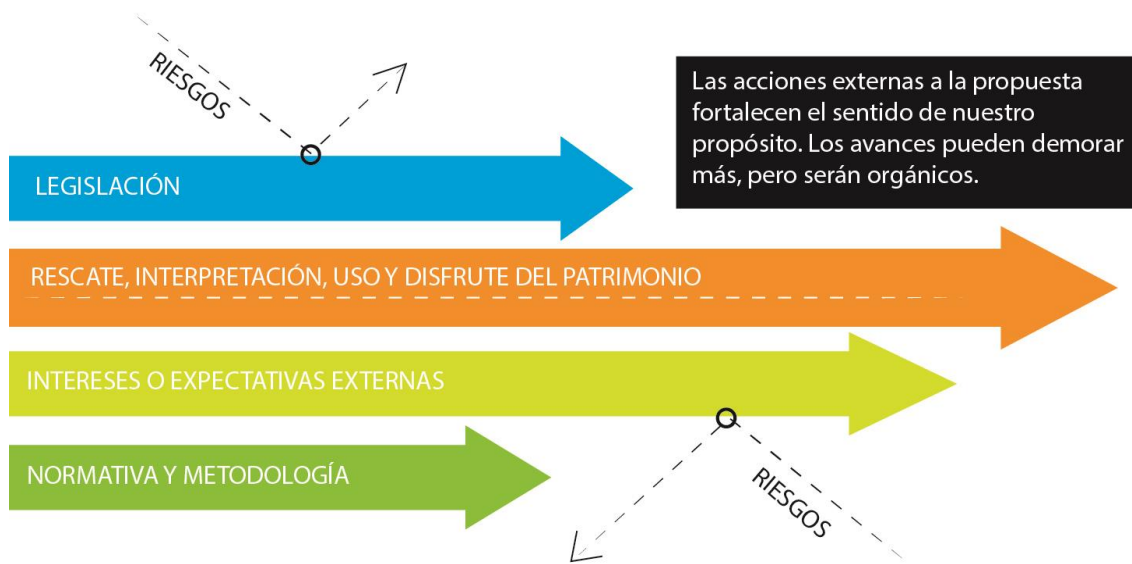 RIESGOS
Las acciones externas a la propuesta
fortalecen el sentido de nuestro
propósito. Los avances pueden demorar
más, pero serán orgánicos.
LEGISLACIÓN
RESCATE, INTERPRETACIÓN, USO Y DISFRUTE DEL PATRIMONIO
INTERESES O EXPECTATIVAS EXTERNAS
NORMATIVA Y METODOLOGÍA
RIESGOS